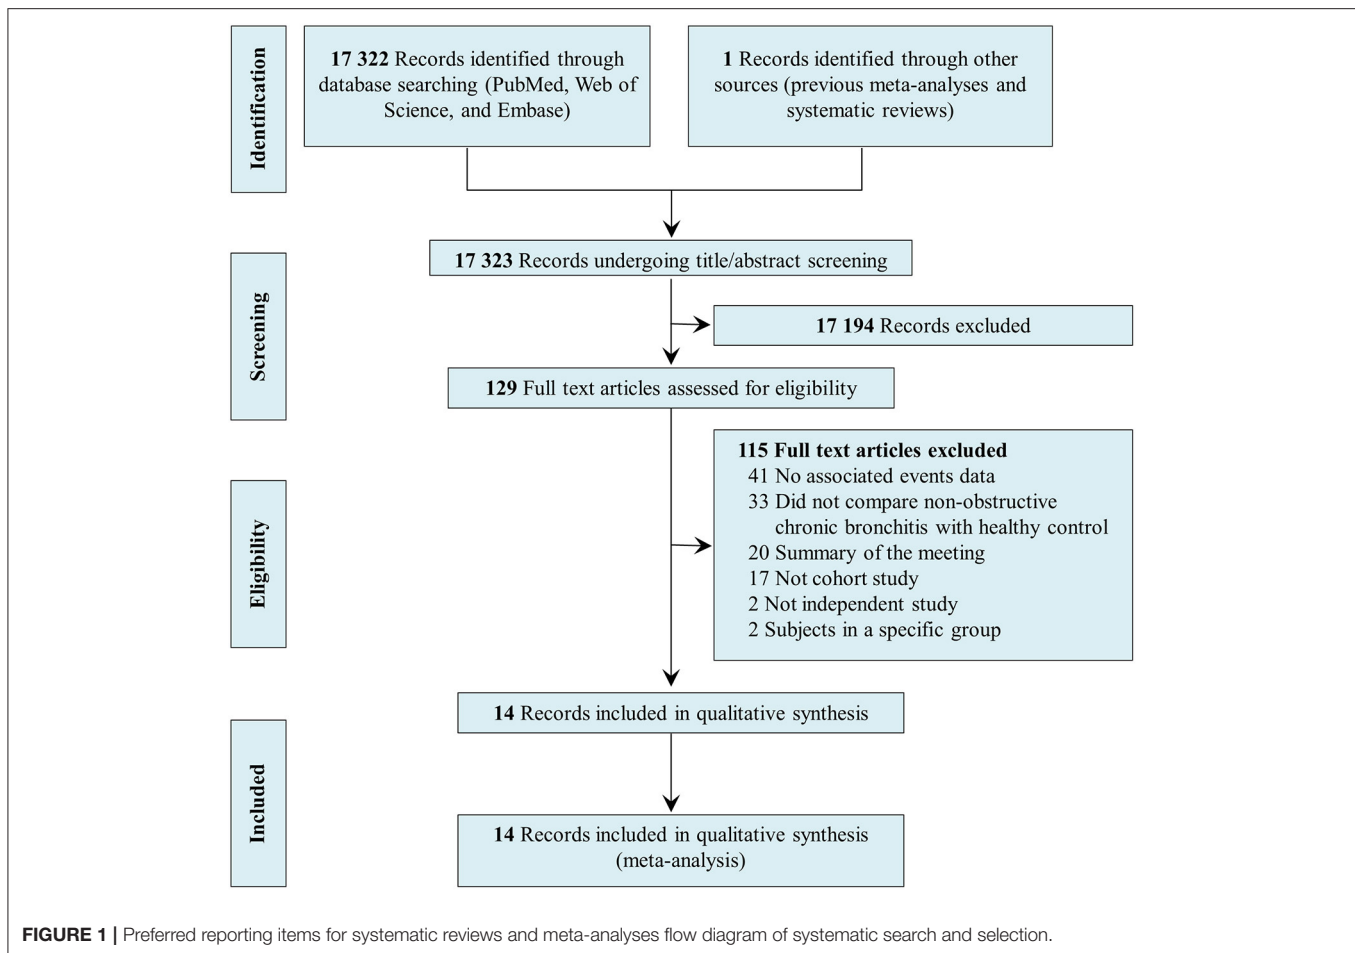 Identification
17 322 Records identified through
database searching (PubMed, Web of
Science, and Embase)
1 Records identified through other
sources (previous meta-analyses and
systematic reviews)
Screening
17 323 Records undergoing title/abstract screening
17 194 Records excluded
129 Full text articles assessed for eligibility
Eligibility
115 Full text articles excluded
41 No associated events data
33 Did not compare non-obstructive
chronic bronchitis with healthy control
20 Summary of the meeting
17 Not cohort study
2 Not independent study
2 Subjects in a specific group
Included
14 Records included in qualitative synthesis
14 Records included in qualitative synthesis
(meta-analysis)
FIGURE 1 | Preferred reporting items for systematic reviews and meta-analyses flow diagram of systematic search and selection.